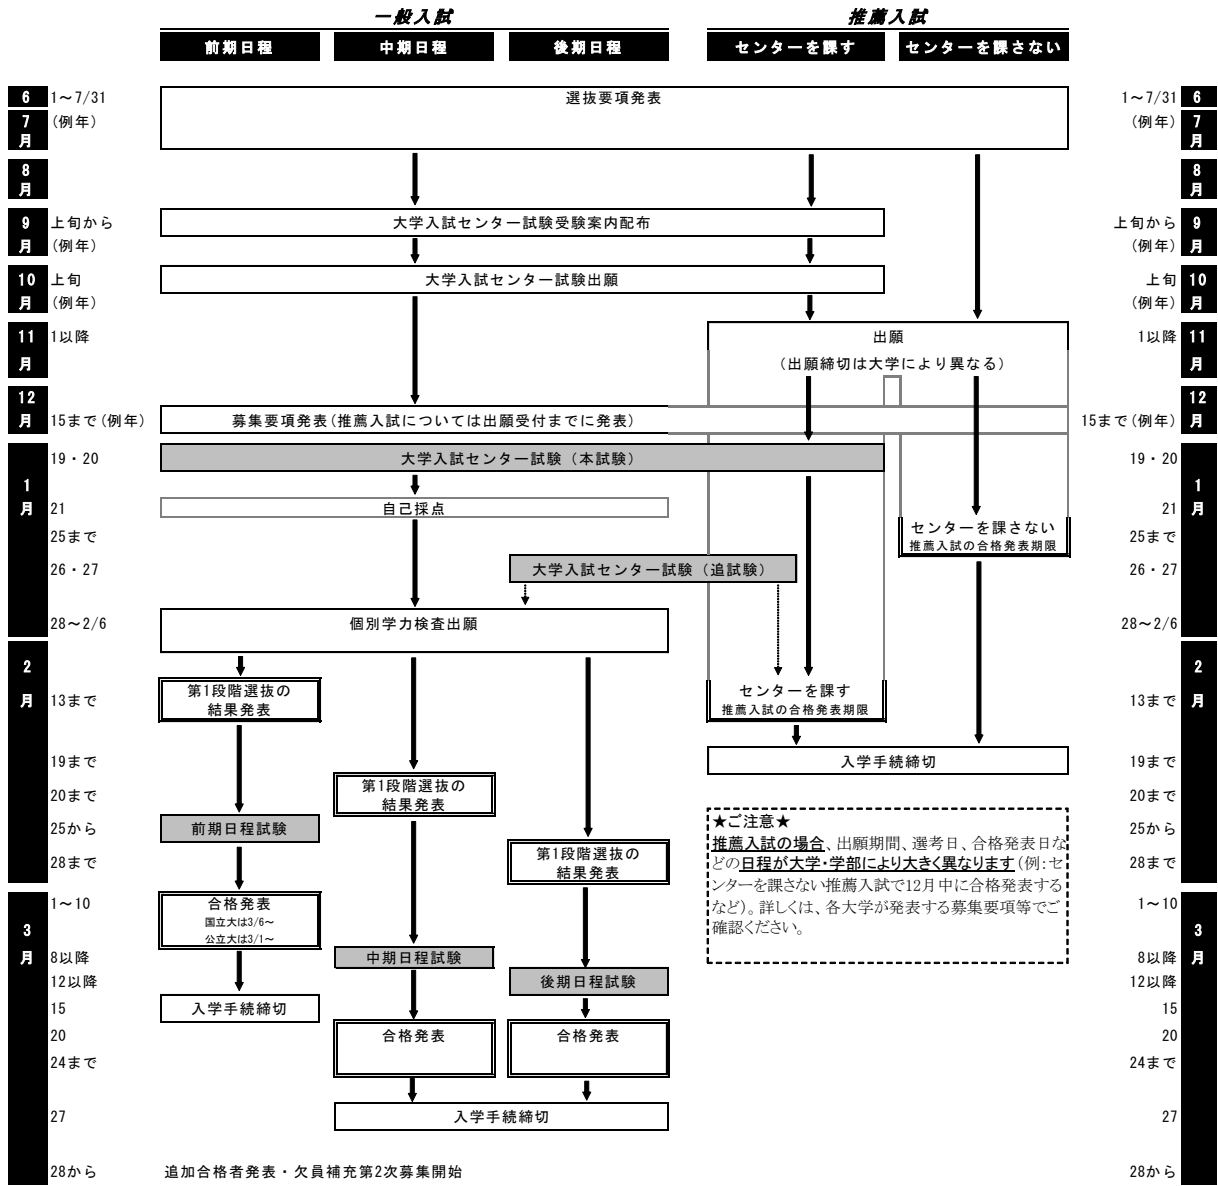 一般入試
推薦入試
前期日程
中期日程
後期日程
センターを課す
センターを課さない
6
1～7/31
選抜要項発表
1～7/31
6
7
(例年)
(例年)
7
月
月
8
8
月
月
9
上旬から
大学入試センター試験受験案内配布
上旬から
9
月
(例年)
(例年)
月
10
上旬
大学入試センター試験出願
上旬
10
月
(例年)
(例年)
月
11
1以降
出願
1以降
11
月
(出願締切は大学により異なる)
月
12
12
月
15まで(例年)
募集要項発表(推薦入試については出願受付までに発表)
15まで(例年)
月
19・20
大学入試センター試験（本試験）
19・20
1
1
月
21
自己採点
21
月
25まで
センターを課さない
推薦入試の合格発表期限
25まで
26・27
大学入試センター試験（追試験）
26・27
28～2/6
個別学力検査出願
28～2/6
2
2
月
13まで
第1段階選抜の
結果発表
センターを課す
推薦入試の合格発表期限
13まで
月
19まで
入学手続締切
19まで
20まで
第1段階選抜の
結果発表
20まで
25から
前期日程試験
25から
28まで
第1段階選抜の
結果発表
28まで
★ご注意★
推薦入試の場合、出願期間、選考日、合格発表日な
どの日程が大学・学部により大きく異なります(例:セ
ンターを課さない推薦入試で12月中に合格発表する
など)。詳しくは、各大学が発表する募集要項等でご
確認ください。
1～10
合格発表
国立大は3/6～
公立大は3/1～
1～10
3
3
月
8以降
中期日程試験
8以降
月
12以降
後期日程試験
12以降
15
入学手続締切
15
20
合格発表
合格発表
20
24まで
24まで
27
入学手続締切
27
28から
追加合格者発表・欠員補充第2次募集開始
28から